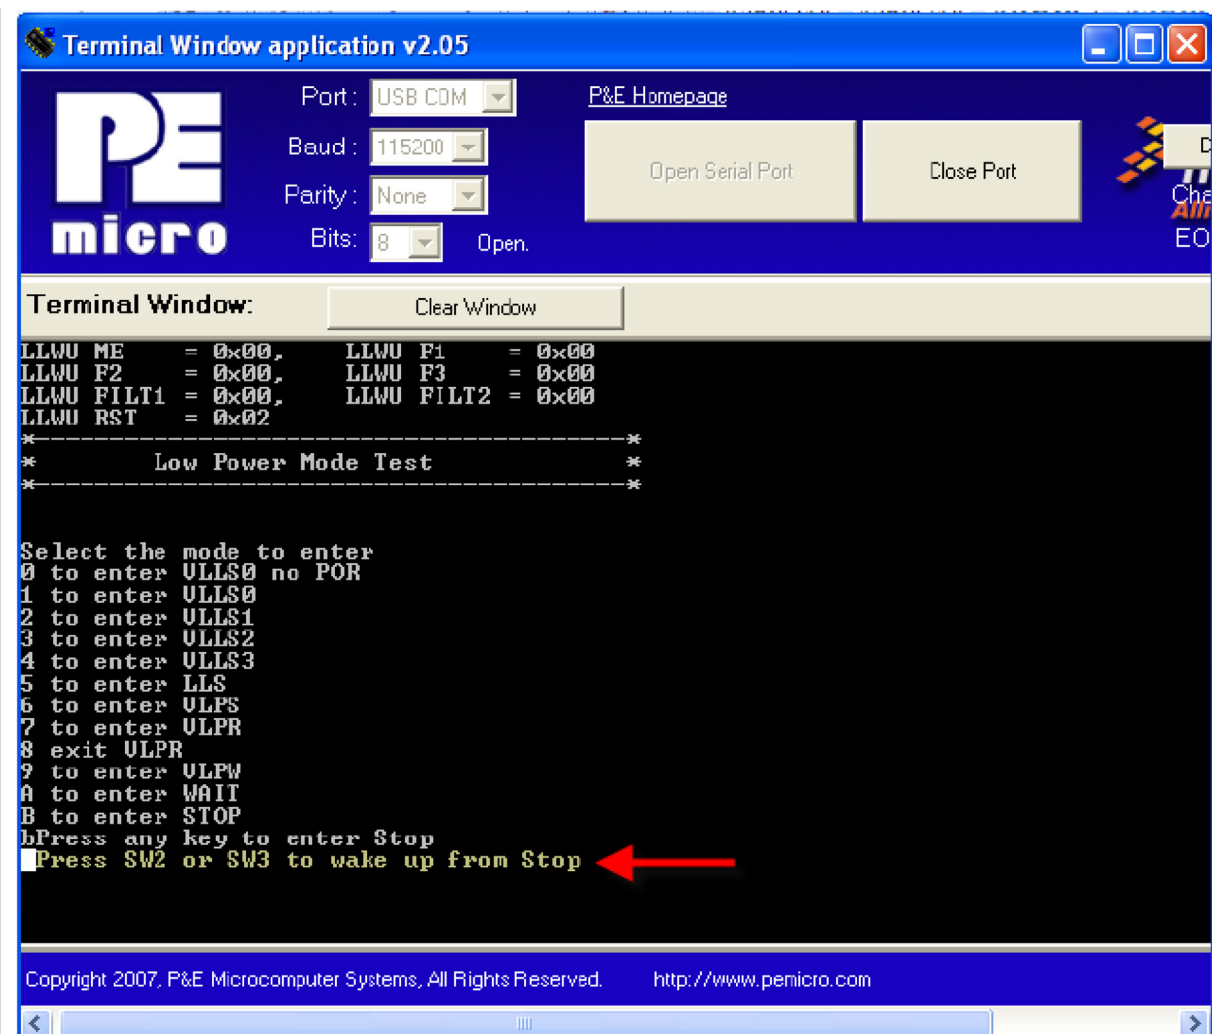 Terminal Window application v2.05
PE
micro
Port: USB COM
P&E Homepage
Baud: 115200
Open Serial Port
Close Port
Parity: None
Bits: 8
Open.
EO
Terminal Window:
Clear Window
LLWU ME = 0x00, LLWU F1 = 0x00
LLWU F2 = 0x00, LLWU F3 = 0x00
LLWU FILT1 = 0x00, LLWU FILT2 = 0x00
LLWU RST = 0x02
*----------------------------------------*
* Low Power Mode Test *
*----------------------------------------*
Select the mode to enter
0 to enter VLLS0 no POR
1 to enter VLLS0
2 to enter VLLS1
3 to enter VLLS2
4 to enter VLLS3
5 to enter LLS
6 to enter VLPS
7 to enter VLPR
8 exit VLPR
9 to enter VLPW
A to enter WAIT
B to enter STOP
bPress any key to enter Stop
Press SW2 or SW3 to wake up from Stop
Copyright 2007, P&E Microcomputer Systems, All Rights Reserved. http://www.pemicro.com